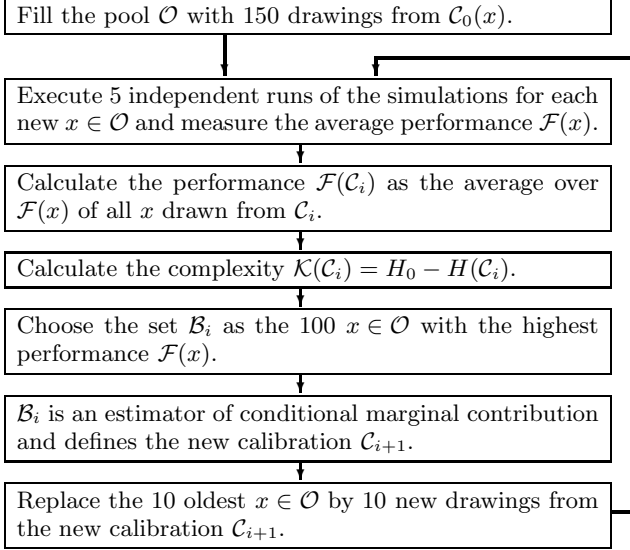 Fill the pool 𝒪 with 150 drawings from 𝒞₀(x).
Execute 5 independent runs of the simulations for each
new x ∈ 𝒪 and measure the average performance ℱ(x).
Calculate the performance ℱ(𝒞ᵢ) as the average over
ℱ(x) of all x drawn from 𝒞ᵢ.
Calculate the complexity 𝒦(𝒞ᵢ) = H₀ − H(𝒞ᵢ).
Choose the set ℬᵢ as the 100 x ∈ 𝒪 with the highest
performance ℱ(x).
ℬᵢ is an estimator of conditional marginal contribution
and defines the new calibration 𝒞ᵢ₊₁.
Replace the 10 oldest x ∈ 𝒪 by 10 new drawings from
the new calibration 𝒞ᵢ₊₁.